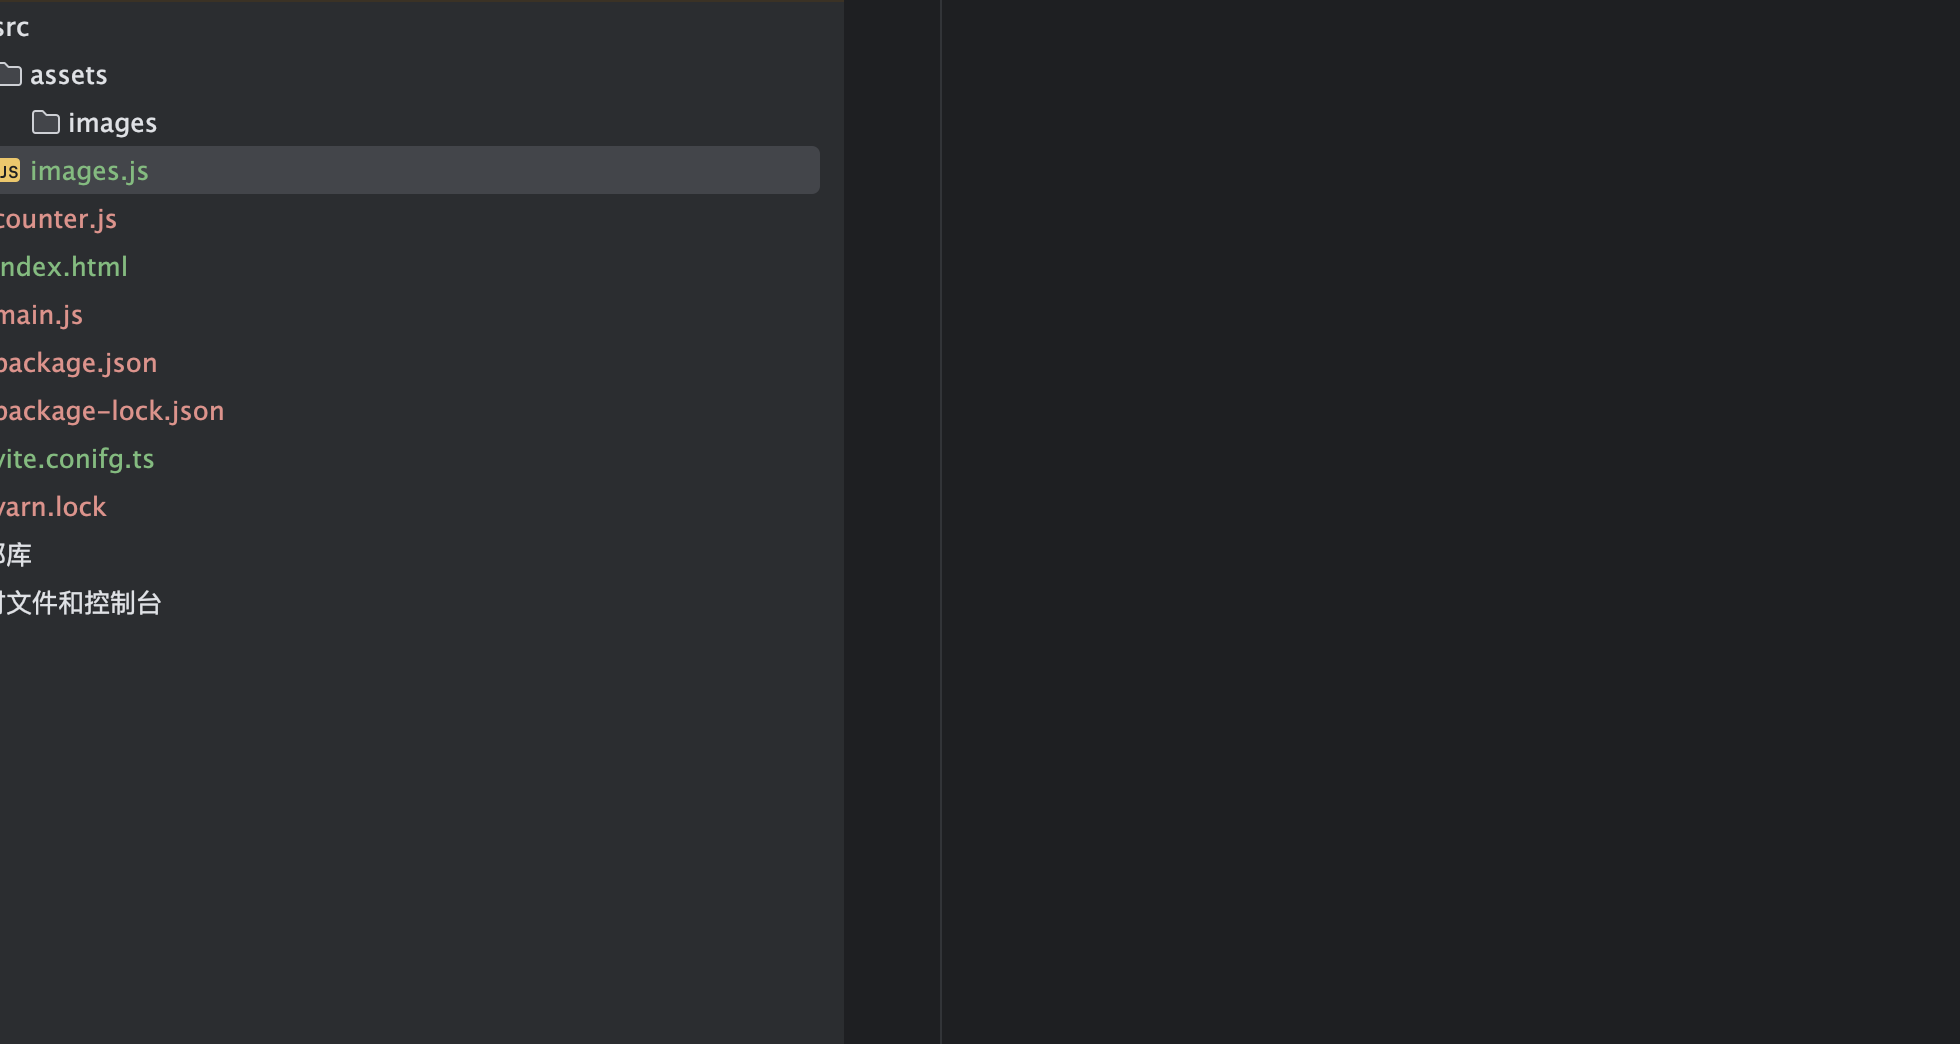 src
assets
images
JS images.js
counter.js
index.html
main.js
package.json
package-lock.json
vite.conifg.ts
yarn.lock
部库
时文件和控制台